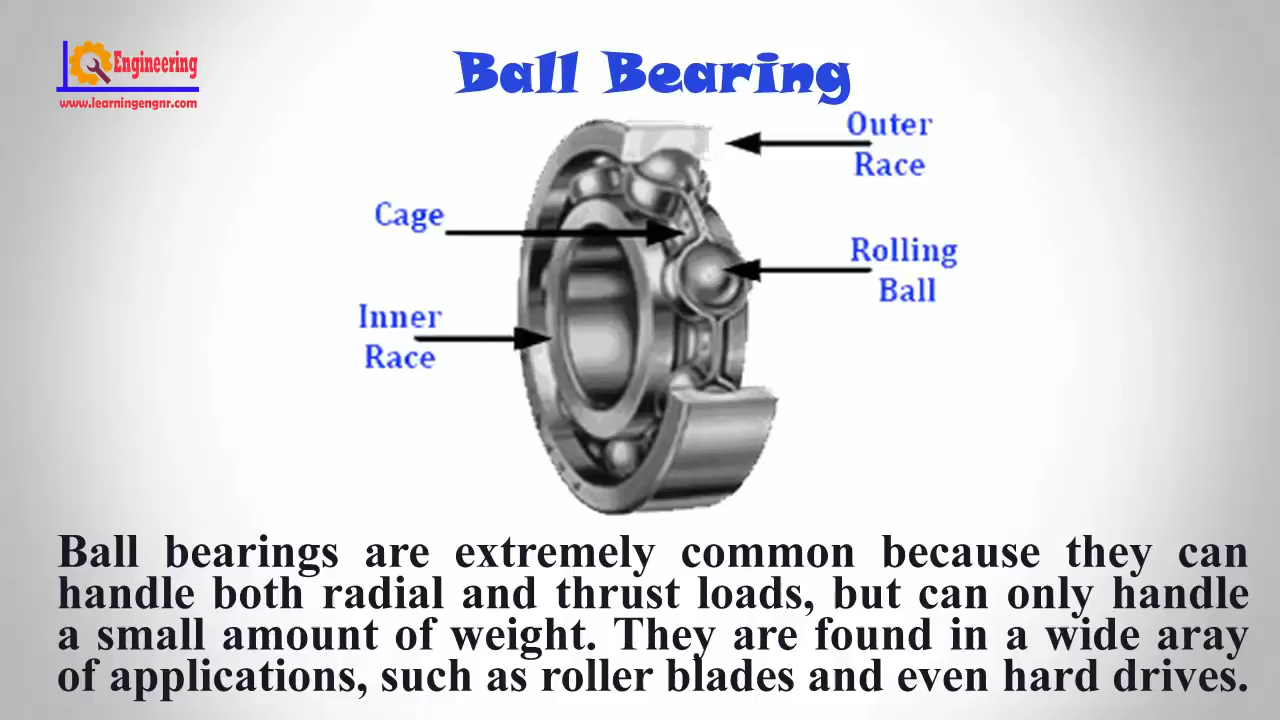 Engineering
www.learningengnr.com
Ball Bearing
Outer
Race
Cage
Rolling
Ball
Inner
Race
Ball bearings are extremely common because they can
handle both radial and thrust loads, but can only handle
a small amount of weight. They are found in a wide aray
of applications, such as roller blades and even hard drives.